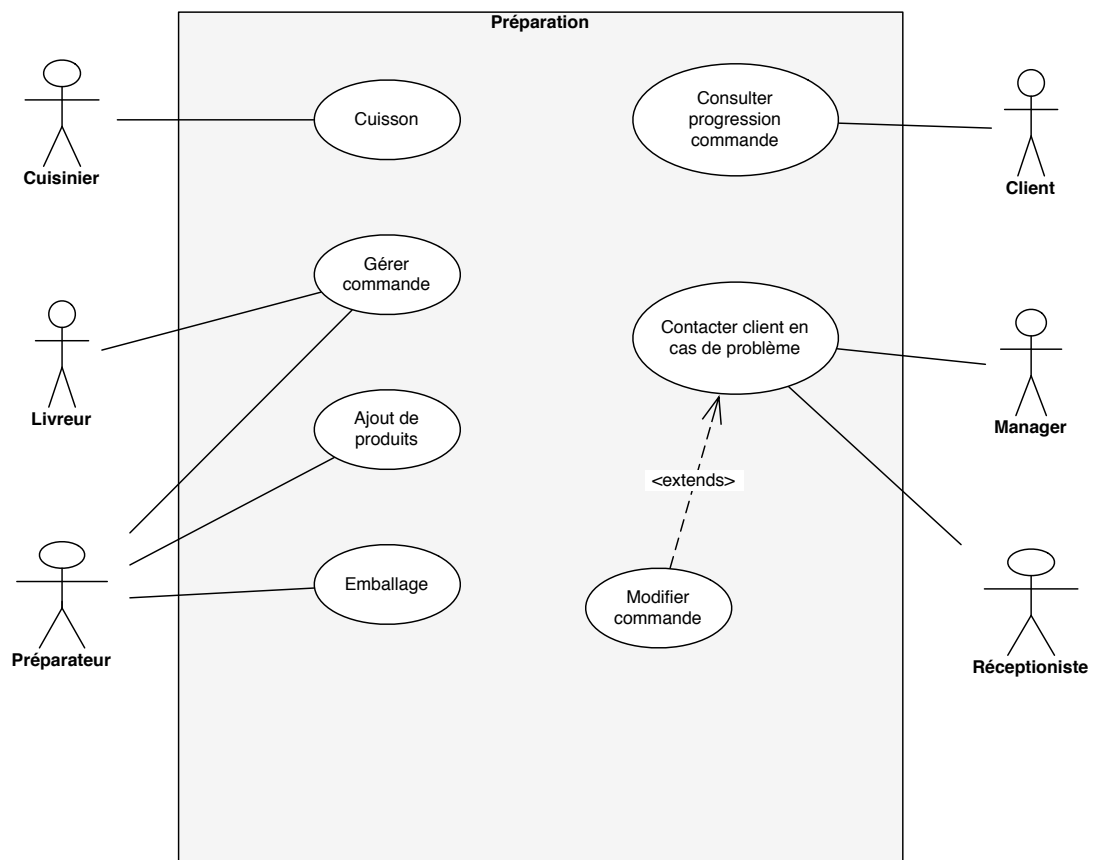 Préparation
Cuisinier
Cuisson
Consulter
progression
commande
Client
Livreur
Gérer
commande
Contacter client en
cas de problème
Manager
Ajout de
produits
<extends>
Préparateur
Emballage
Modifier
commande
Réceptioniste